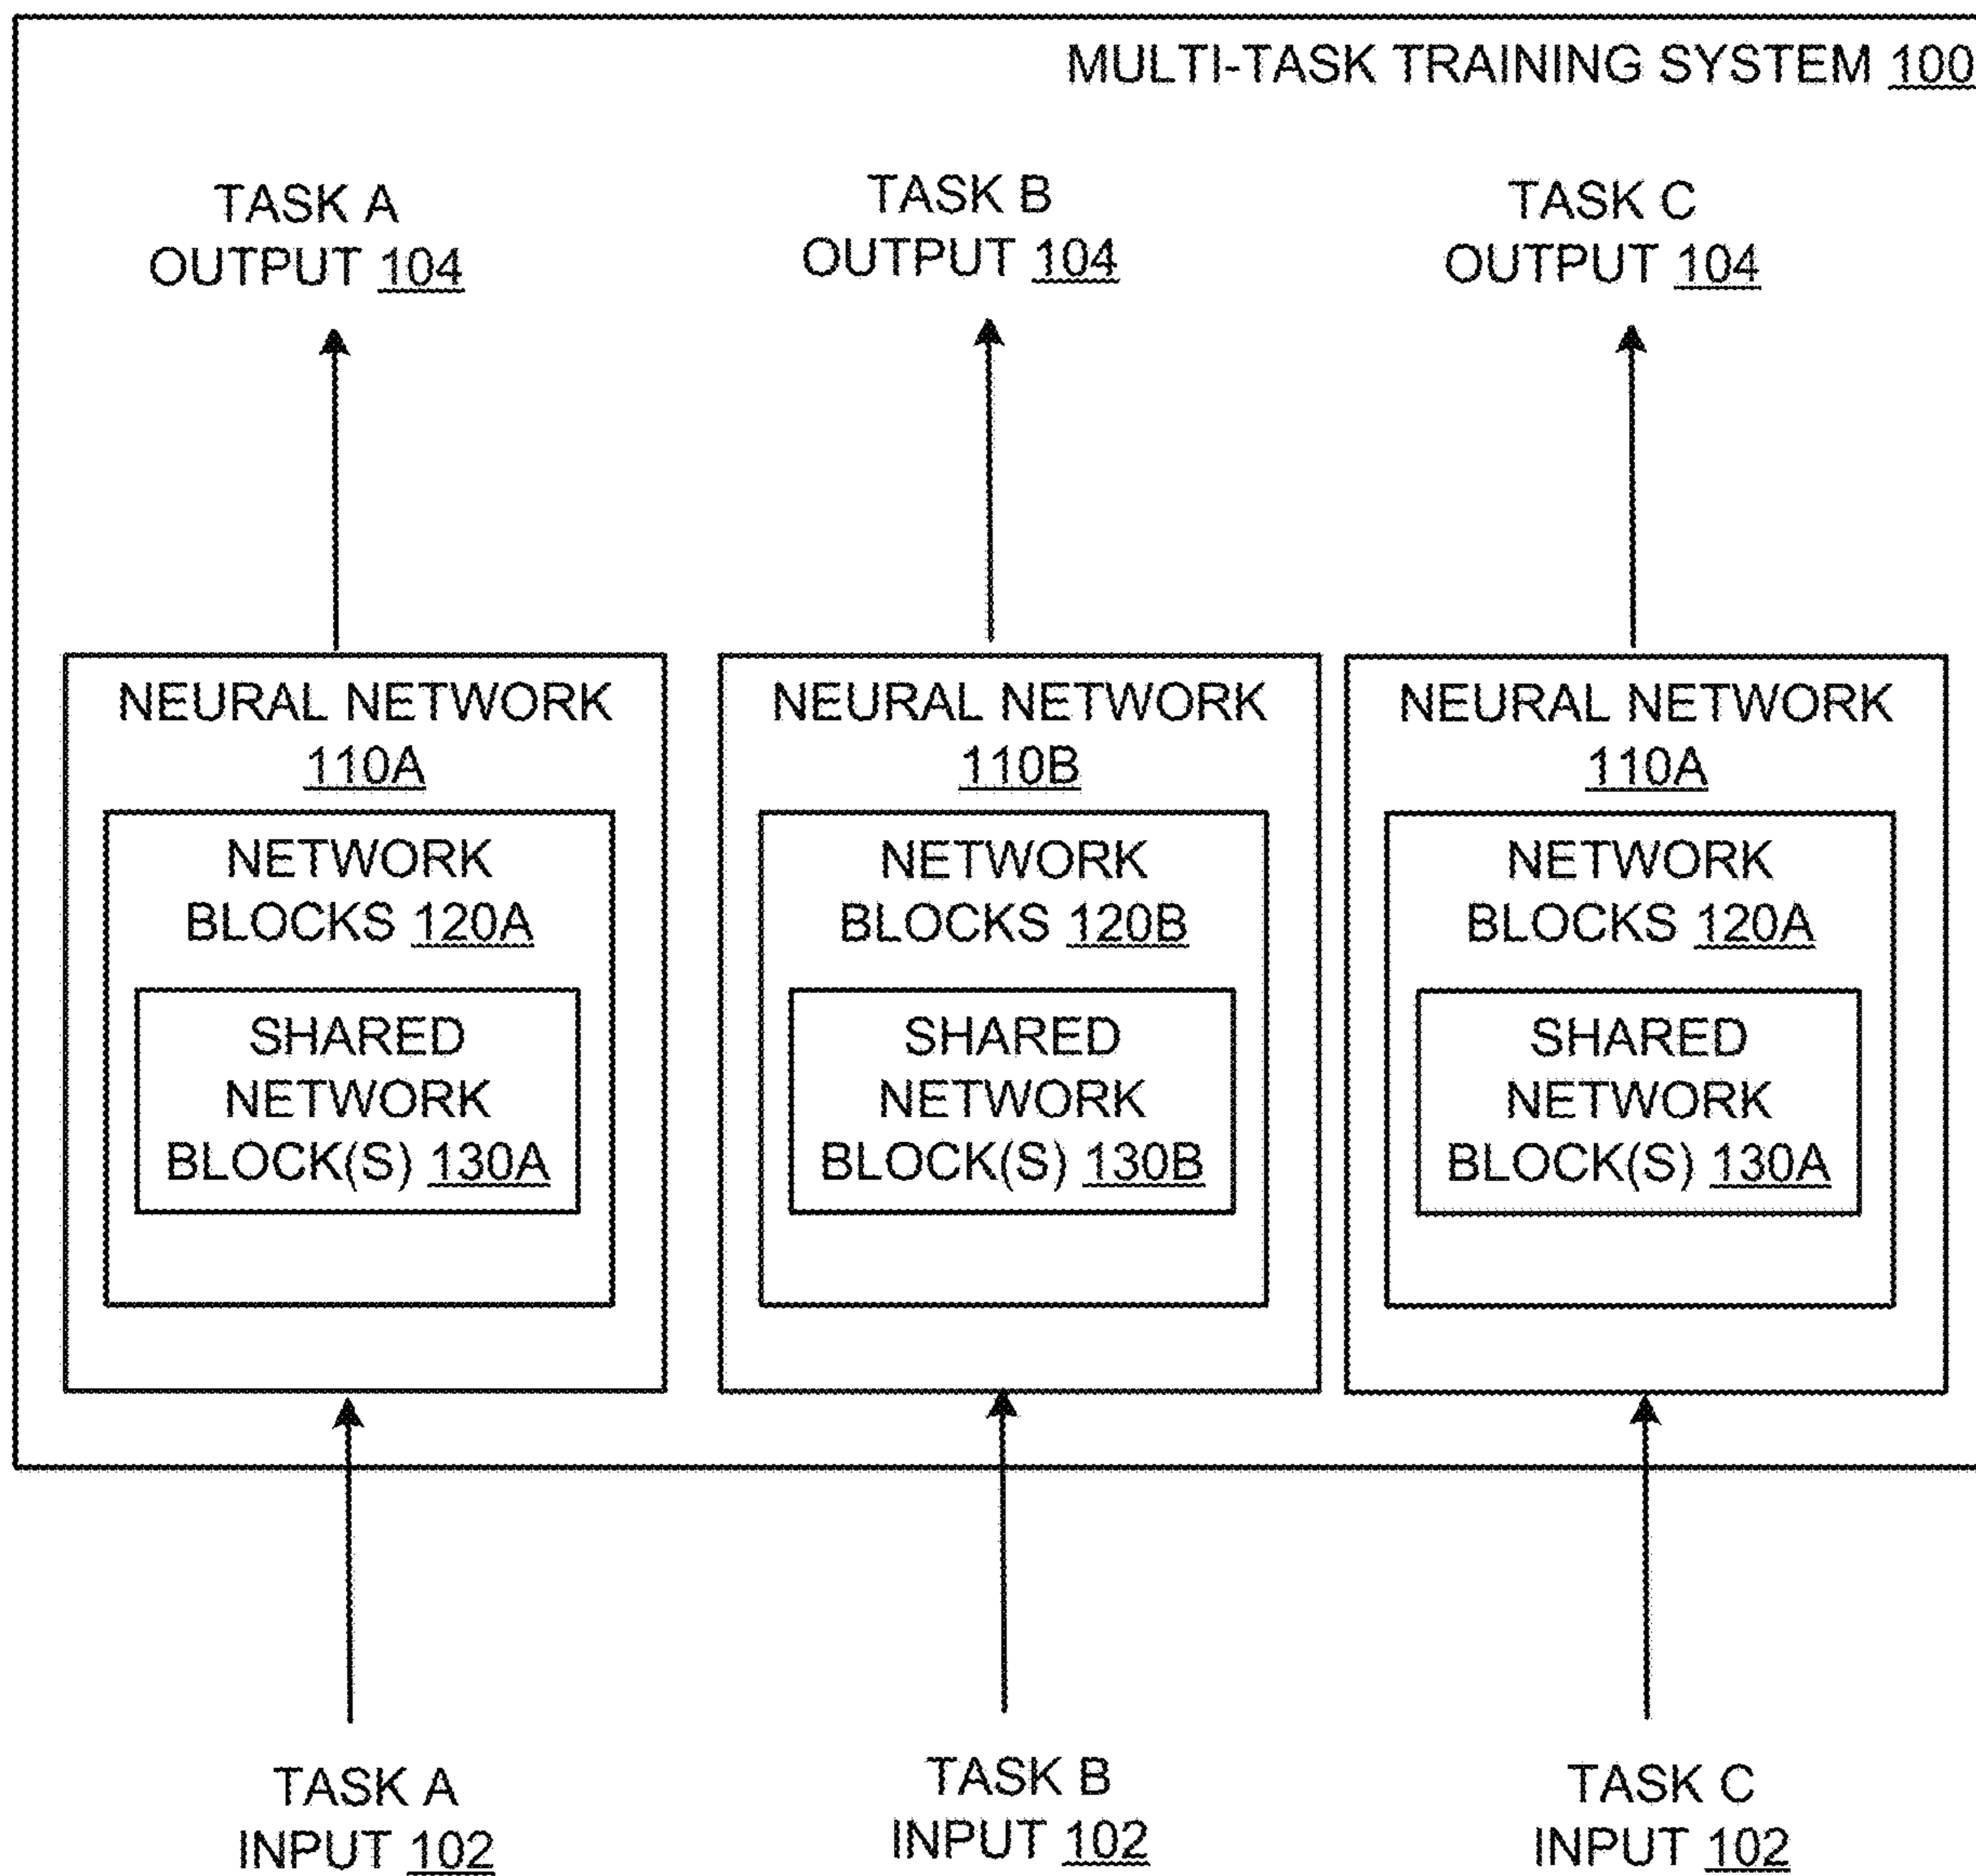 MULTI-TASK TRAINING SYSTEM 100
TASK A
OUTPUT 104
TASK B
OUTPUT 104
TASK C
OUTPUT 104
NEURAL NETWORK
110A
NETWORK
BLOCKS 120A
SHARED
NETWORK
BLOCK(S) 130A
NEURAL NETWORK
110B
NETWORK
BLOCKS 120B
SHARED
NETWORK
BLOCK(S) 130B
NEURAL NETWORK
110A
NETWORK
BLOCKS 120A
SHARED
NETWORK
BLOCK(S) 130A
TASK A
INPUT 102
TASK B
INPUT 102
TASK C
INPUT 102